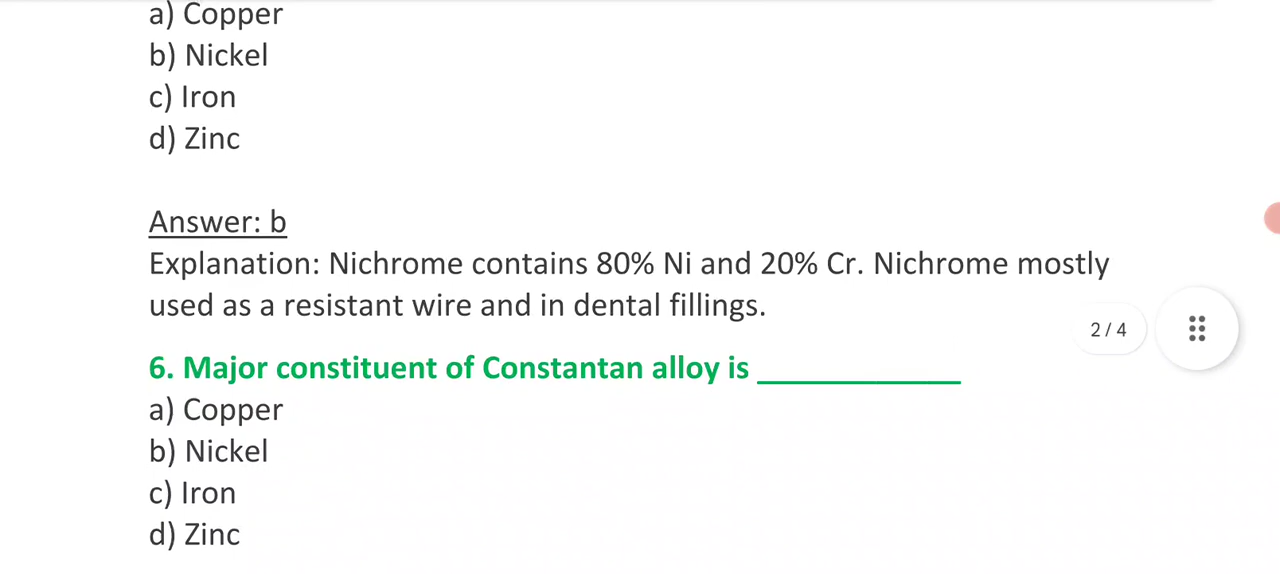 a) Copper
b) Nickel
c) Iron
d) Zinc
Answer: b
Explanation: Nichrome contains 80% Ni and 20% Cr. Nichrome mostly
used as a resistant wire and in dental fillings.
2 / 4
6. Major constituent of Constantan alloy is ____________
a) Copper
b) Nickel
c) Iron
d) Zinc